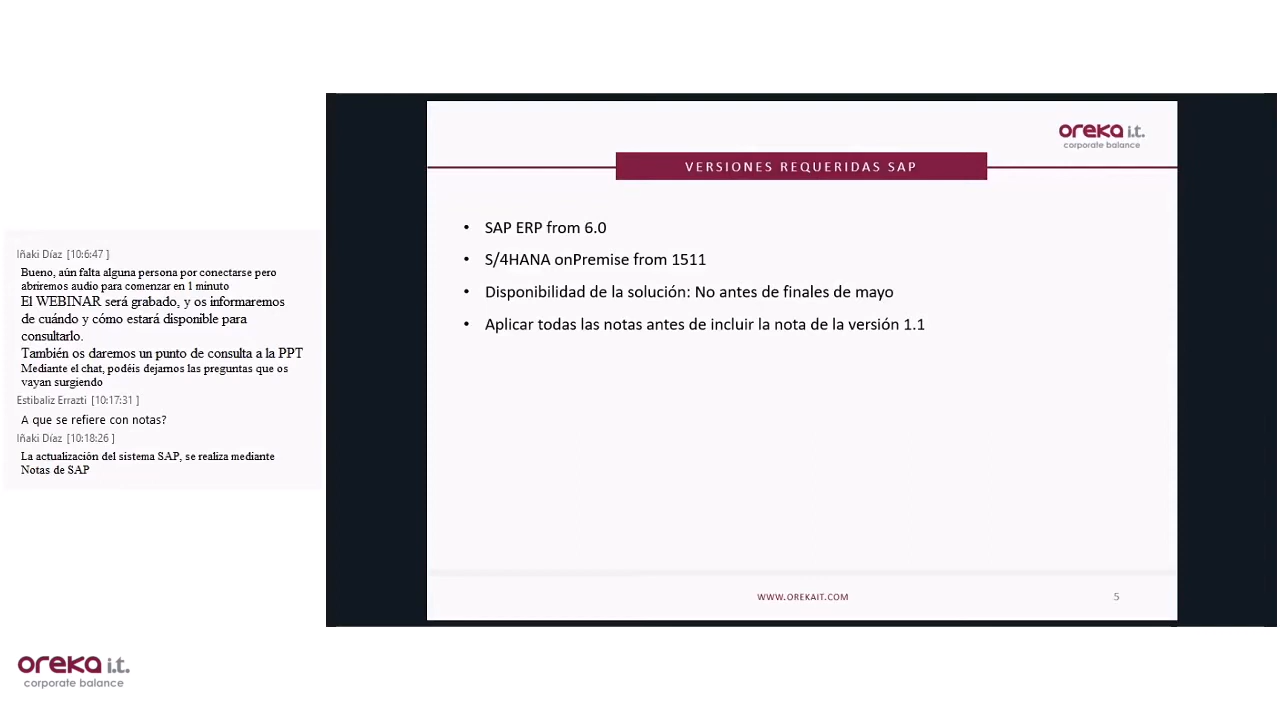 Iñaki Díaz [10:6:47 ]
Bueno, aún falta alguna persona por conectarse pero
abriremos audio para comenzar en 1 minuto
El WEBINAR será grabado, y os informaremos
de cuándo y cómo estará disponible para
consultarlo.
También os daremos un punto de consulta a la PPT
Mediante el chat, podéis dejarnos las preguntas que os
vayan surgiendo
Estibaliz Errazti [10:17:31 ]
A que se refiere con notas?
Iñaki Díaz [10:18:26 ]
La actualización del sistema SAP, se realiza mediante
Notas de SAP
oreka i.t.
corporate balance
VERSIONES REQUERIDAS SAP
• SAP ERP from 6.0
• S/4HANA onPremise from 1511
• Disponibilidad de la solución: No antes de finales de mayo
• Aplicar todas las notas antes de incluir la nota de la versión 1.1
WWW.OREKAIT.COM
5
oreka i.t.
corporate balance